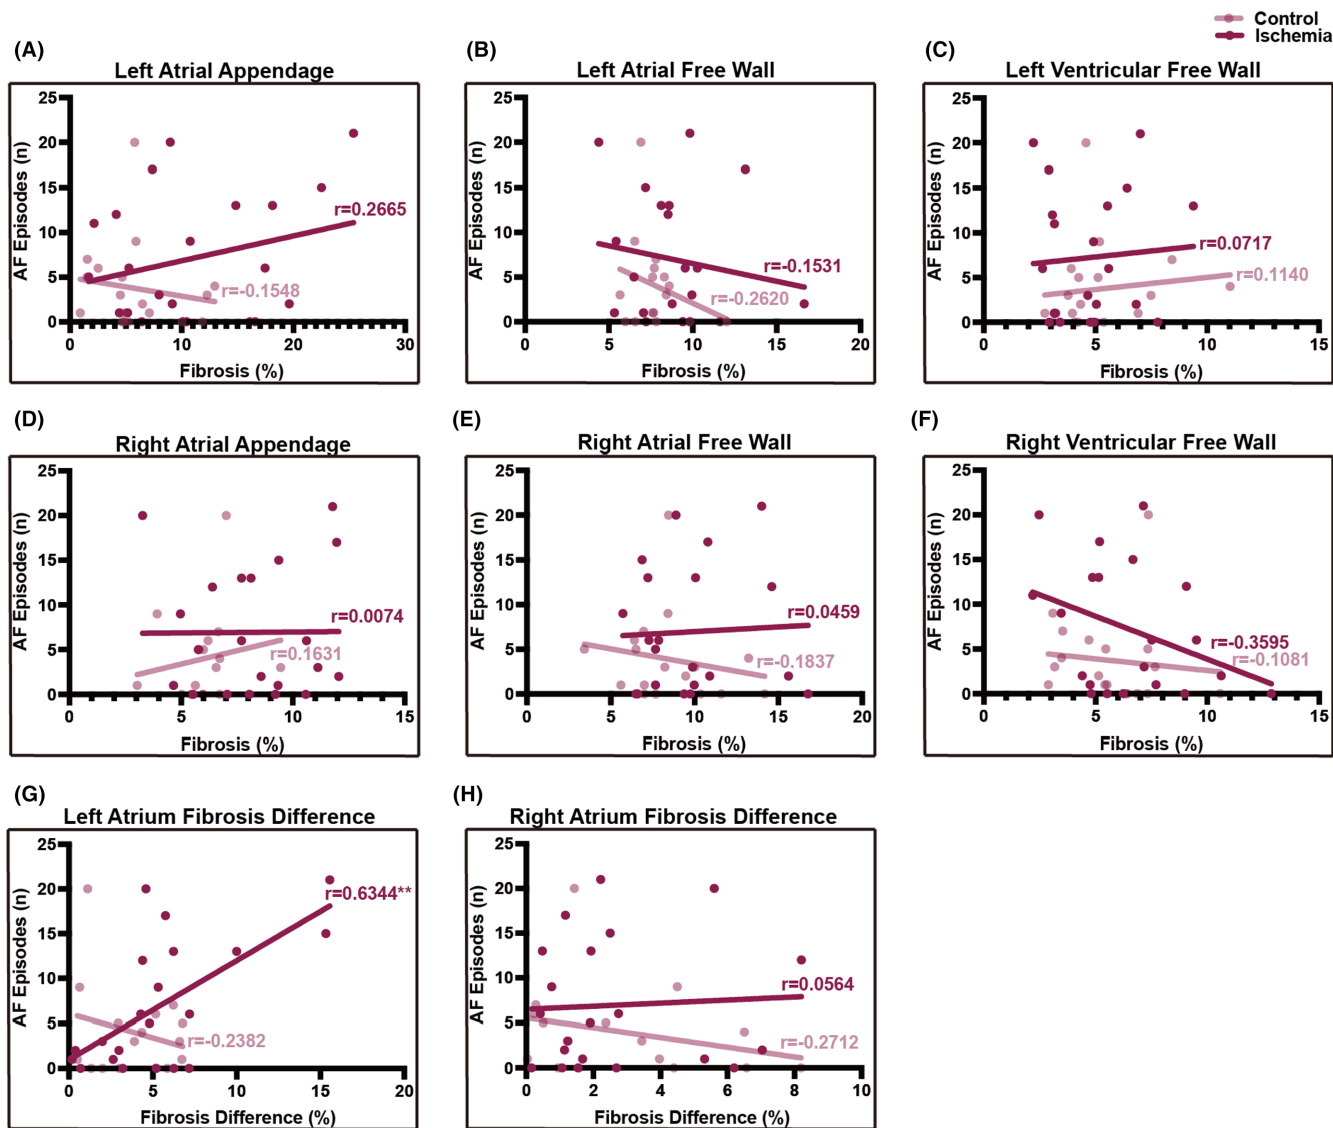 Control
Ischemia
(A)
Left Atrial Appendage
AF Episodes (n)
25
20
15
10
5
0
r=0.2665
r=-0.1548
0 10 20 30
Fibrosis (%)
(B)
Left Atrial Free Wall
AF Episodes (n)
25
20
15
10
5
0
r=-0.1531
r=-0.2620
0 5 10 15 20
Fibrosis (%)
(C)
Left Ventricular Free Wall
AF Episodes (n)
25
20
15
10
5
0
r=0.0717
r=0.1140
0 5 10 15
Fibrosis (%)
(D)
Right Atrial Appendage
AF Episodes (n)
25
20
15
10
5
0
r=0.0074
r=0.1631
0 5 10 15
Fibrosis (%)
(E)
Right Atrial Free Wall
AF Episodes (n)
25
20
15
10
5
0
r=0.0459
r=-0.1837
0 5 10 15 20
Fibrosis (%)
(F)
Right Ventricular Free Wall
AF Episodes (n)
25
20
15
10
5
0
r=-0.3595
r=-0.1081
0 5 10 15
Fibrosis (%)
(G)
Left Atrium Fibrosis Difference
AF Episodes (n)
25
20
15
10
5
0
r=0.6344**
r=-0.2382
0 5 10 15 20
Fibrosis Difference (%)
(H)
Right Atrium Fibrosis Difference
AF Episodes (n)
25
20
15
10
5
0
r=0.0564
r=-0.2712
0 2 4 6 8 10
Fibrosis Difference (%)